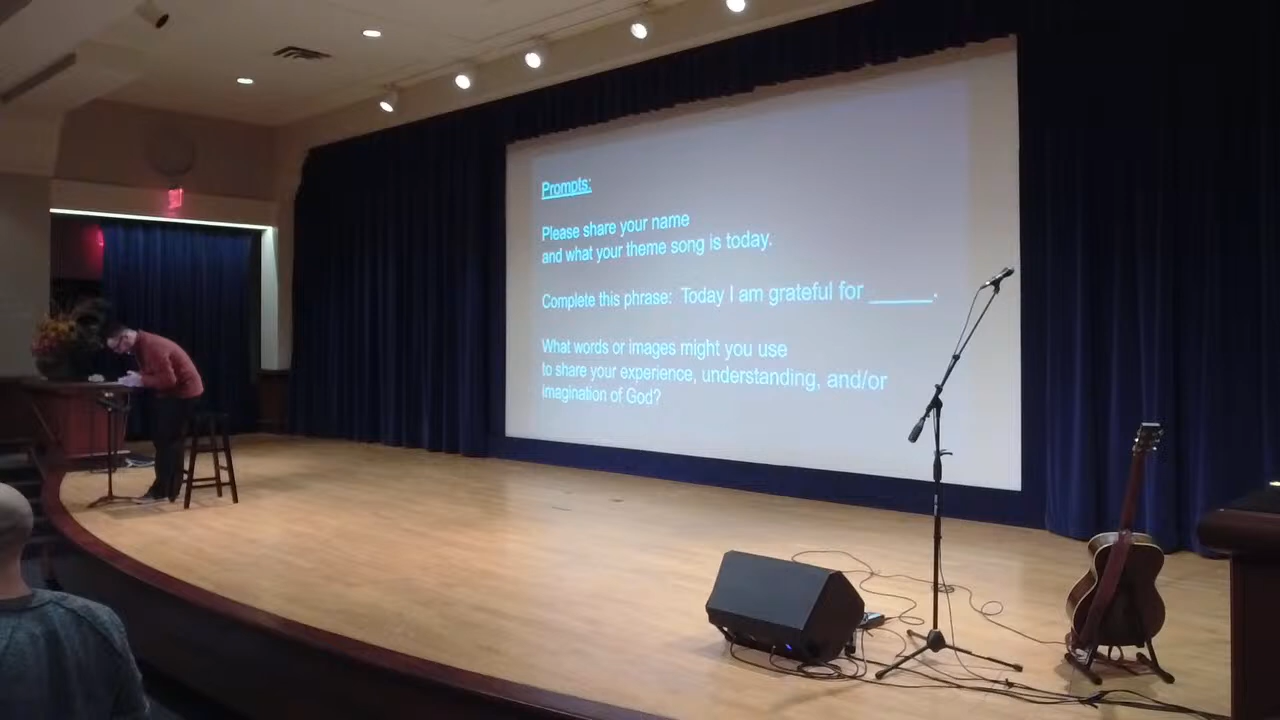 Prompts:
Please share your name
and what your theme song is today.
Complete this phrase: Today I am grateful for _____.
What words or images might you use
to share your experience, understanding, and/or
imagination of God?